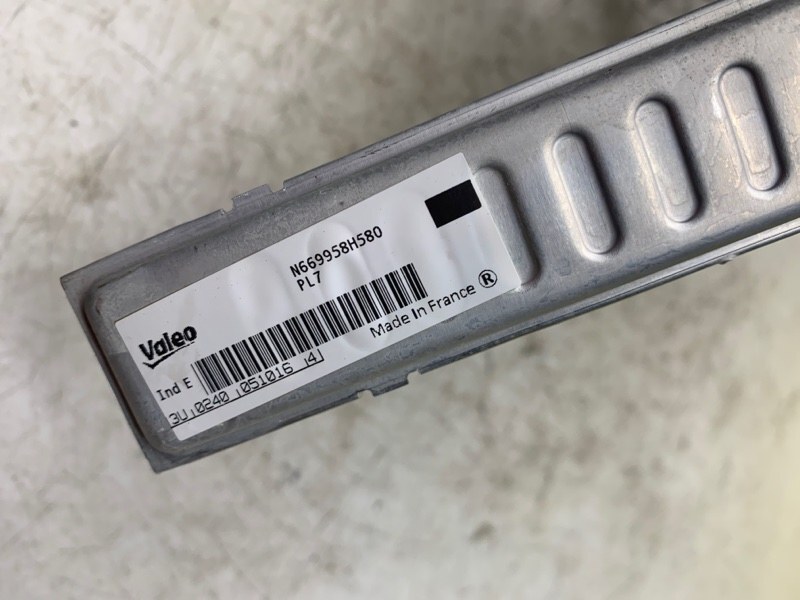 N669958H580
PL7
Valeo
Made In France ®
Ind E
3U 0240 051016 4